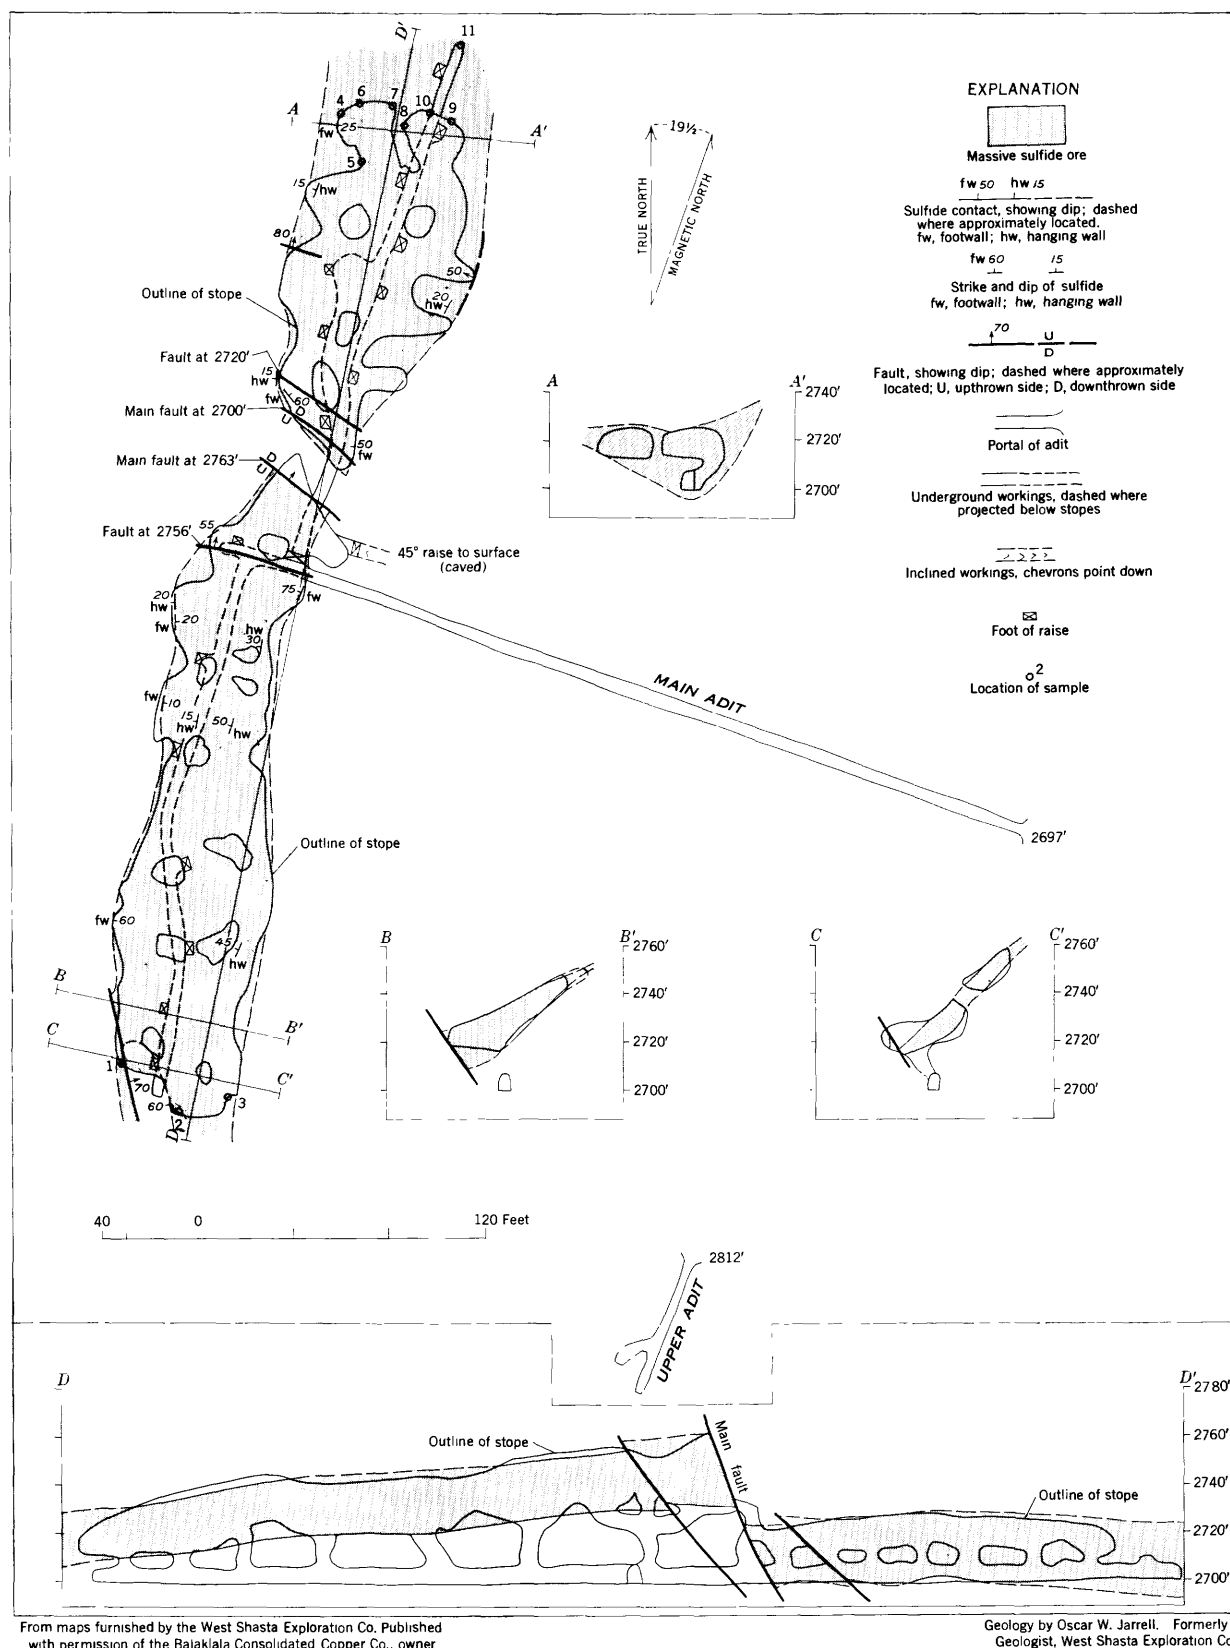 D'
11
4
6
7
10
8
9
A
A'
fw
25
5
15
hw
80
50
20
hw
Outline of stope
Fault at 2720'
15
hw
fw
60
D
U
Main fault at 2700'
50
fw
Main fault at 2763'
D
U
Fault at 2756'
55
45° raise to surface
(caved)
75
fw
20
hw
fw
20
hw
30
fw
10
15
hw
50
hw
MAIN ADIT
2697'
Outline of stope
fw
60
45
hw
B
B'
C
C'
1
70
60
2
3
D
19½
TRUE NORTH
MAGNETIC NORTH
EXPLANATION
Massive sulfide ore
fw 50 hw 15
Sulfide contact, showing dip; dashed
where approximately located.
fw, footwall; hw, hanging wall
fw 60 15
Strike and dip of sulfide
fw, footwall; hw, hanging wall
70 U
D
Fault, showing dip; dashed where approximately
located; U, upthrown side; D, downthrown side
Portal of adit
Underground workings, dashed where
projected below stopes
Inclined workings, chevrons point down
Foot of raise
2
Location of sample
A
A'
2740'
2720'
2700'
B
B'
2760'
2740'
2720'
2700'
C
C'
2760'
2740'
2720'
2700'
40 0 120 Feet
2812'
UPPER ADIT
D
D'
2780'
2760'
2740'
2720'
2700'
Outline of stope
Main fault
Outline of stope
From maps furnished by the West Shasta Exploration Co. Published
with permission of the Balaklala Consolidated Copper Co., owner
Geology by Oscar W. Jarrell. Formerly
Geologist, West Shasta Exploration Co